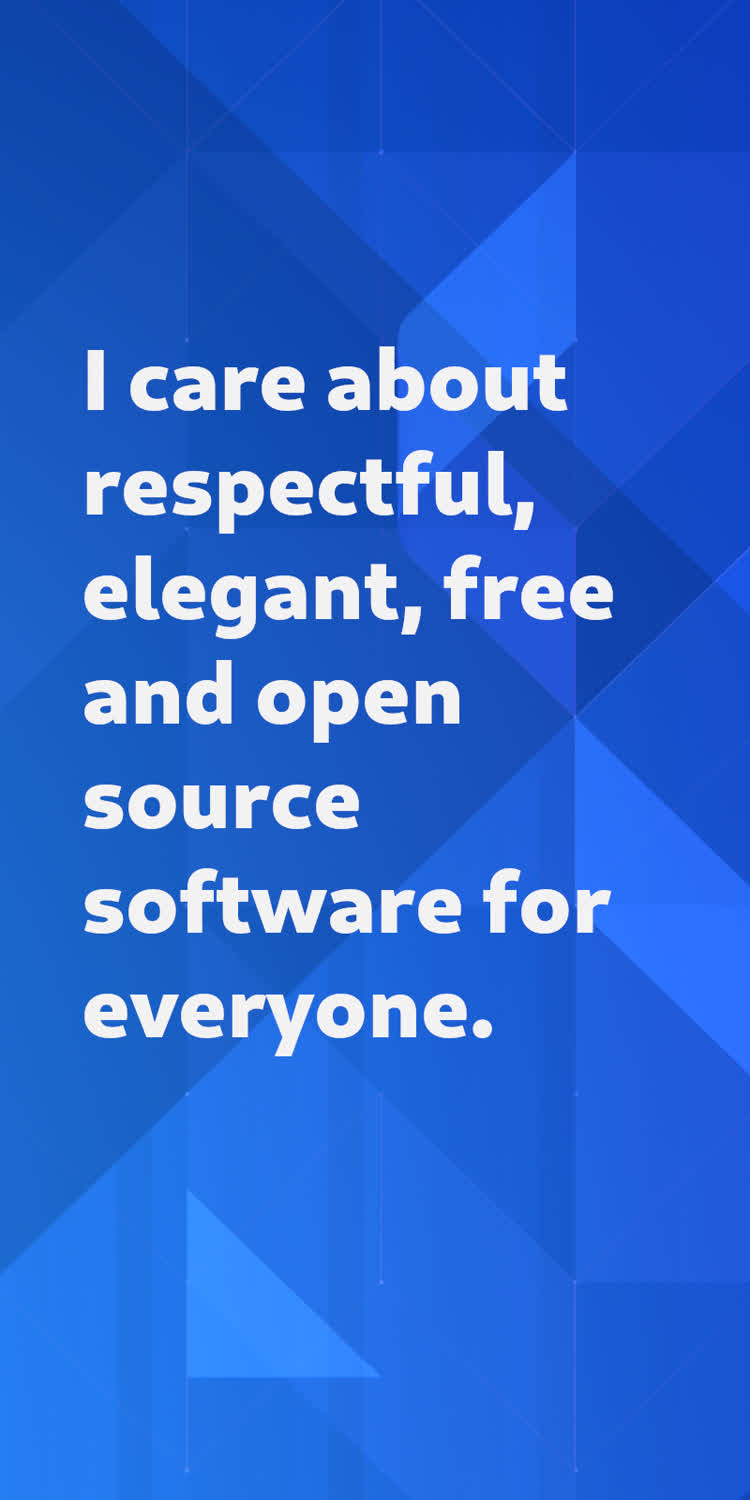 I care about
respectful,
elegant, free
and open
source
software for
everyone.